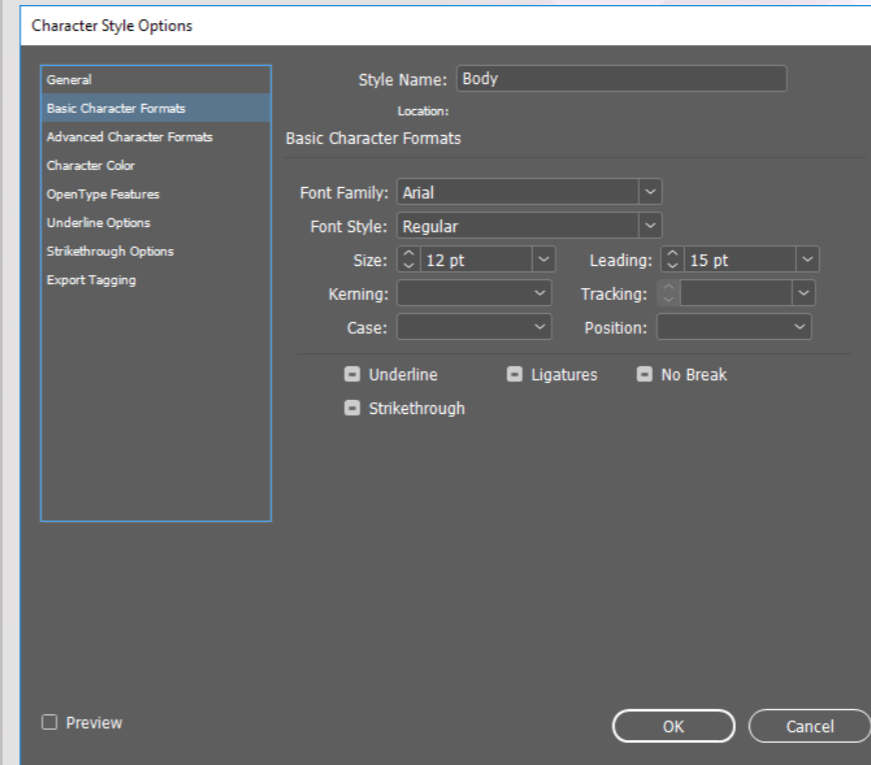 Character Style Options
General
Basic Character Formats
Advanced Character Formats
Character Color
OpenType Features
Underline Options
Strikethrough Options
Export Tagging
Style Name: Body
Location:
Basic Character Formats
Font Family: Arial
Font Style: Regular
Size: 12 pt Leading: 15 pt
Kerning: Tracking:
Case: Position:
Underline Ligatures No Break
Strikethrough
Preview OK Cancel